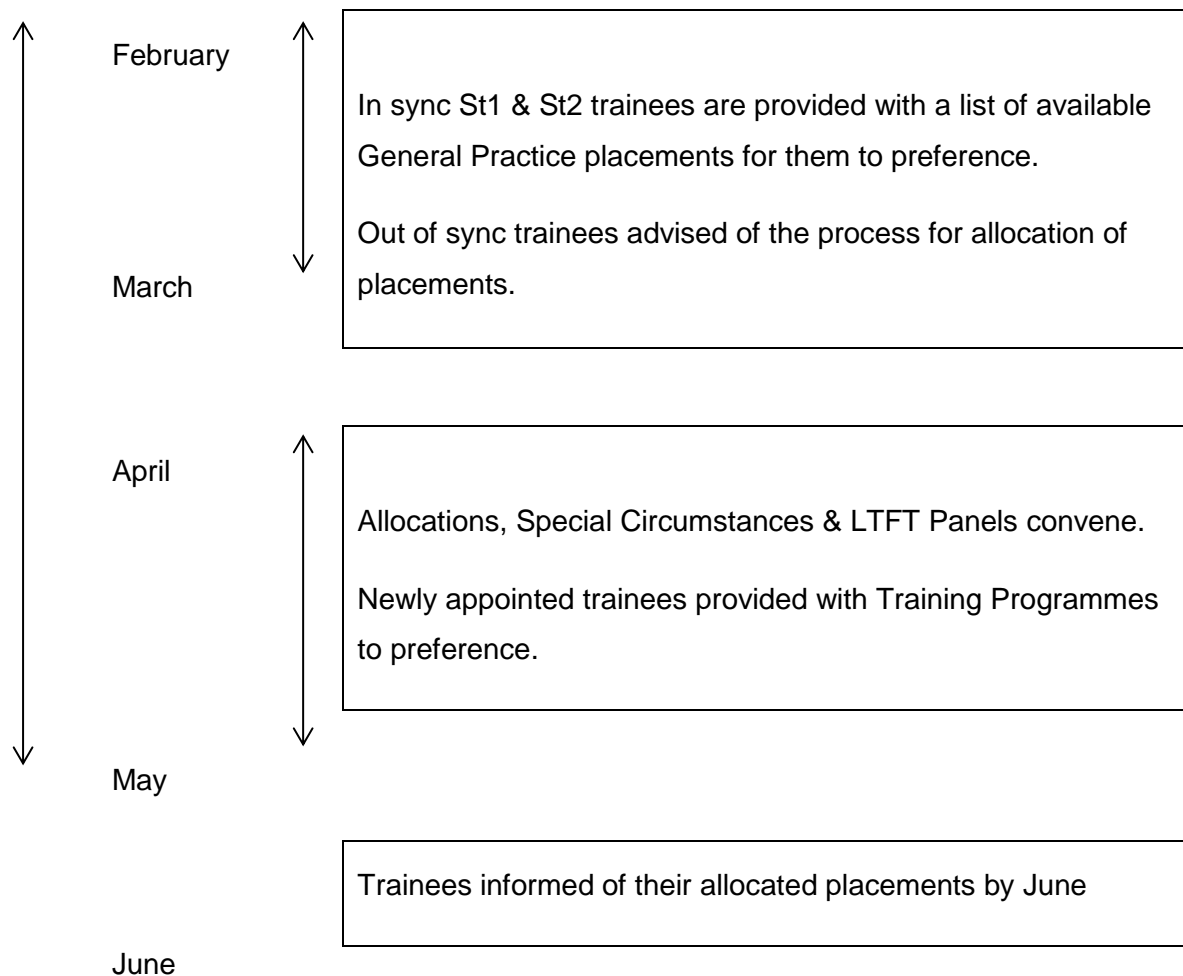 February
In sync St1 & St2 trainees are provided with a list of available
General Practice placements for them to preference.
Out of sync trainees advised of the process for allocation of
placements.
March
April
Allocations, Special Circumstances & LTFT Panels convene.
Newly appointed trainees provided with Training Programmes
to preference.
May
Trainees informed of their allocated placements by June
June